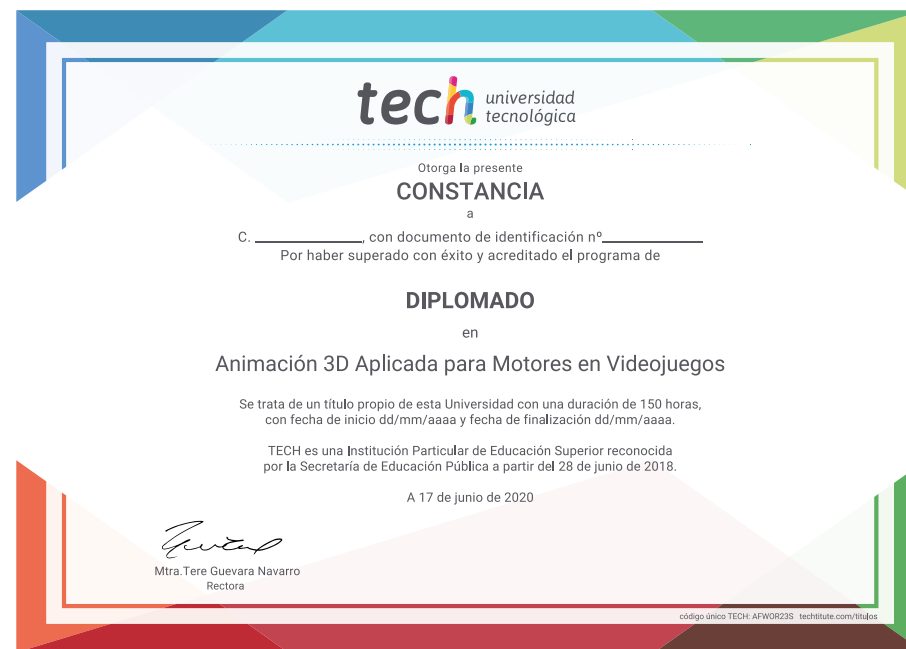 tech universidad
tecnológica
Otorga la presente
CONSTANCIA
a
C. ______________, con documento de identificación nº_____________
Por haber superado con éxito y acreditado el programa de
DIPLOMADO
en
Animación 3D Aplicada para Motores en Videojuegos
Se trata de un título propio de esta Universidad con una duración de 150 horas,
con fecha de inicio dd/mm/aaaa y fecha de finalización dd/mm/aaaa.
TECH es una Institución Particular de Educación Superior reconocida
por la Secretaría de Educación Pública a partir del 28 de junio de 2018.
A 17 de junio de 2020
Mtra.Tere Guevara Navarro
Rectora
código único TECH: AFWOR23S techtitute.com/titulos